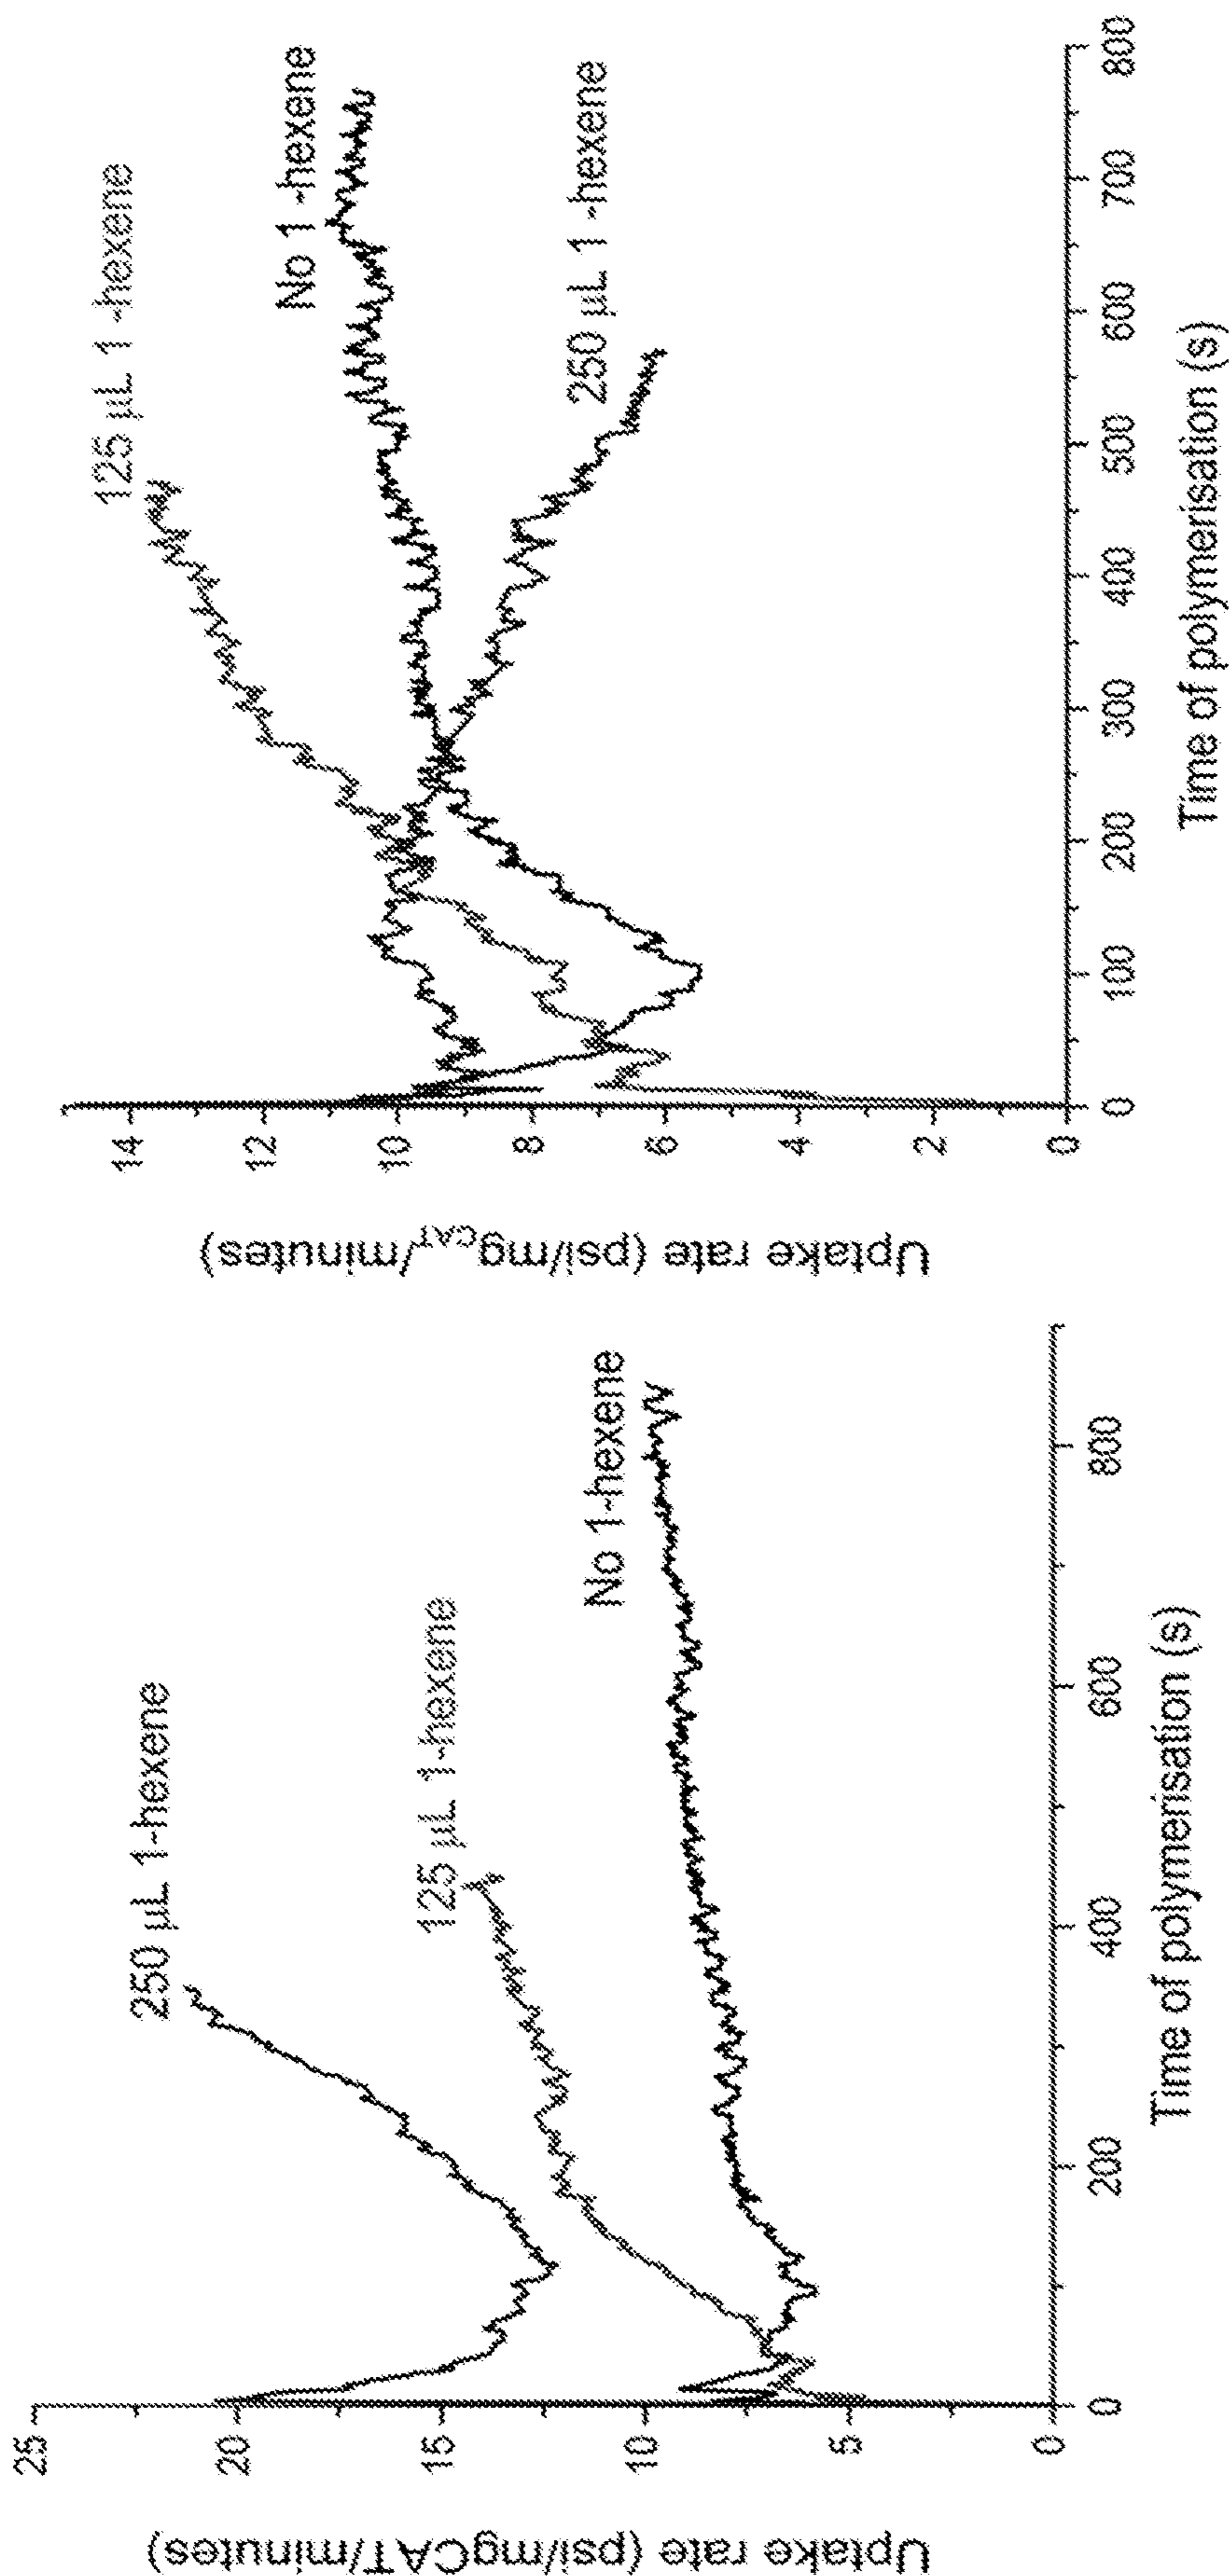 Uptake rate (psi/mgCAT/minutes)
25
20
15
10
5
0
250 µL 1-hexene
125 µL 1-hexene
No 1-hexene
0
200
400
600
800
Time of polymerisation (s)
Uptake rate (psi/mgCAT/minutes)
14
12
10
8
6
4
2
0
125 µL 1 -hexene
No 1 -hexene
250 µL 1 -hexene
0
100
200
300
400
500
600
700
800
Time of polymerisation (s)